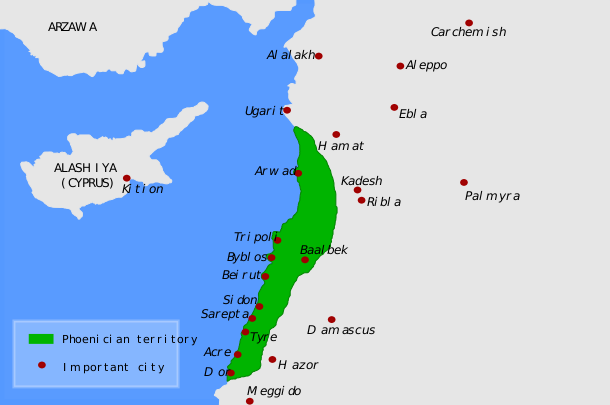 ARZAWA
Carchemish
Alalakh
Aleppo
Ugarit
Ebla
Hamat
ALASHIYA
(CYPRUS)
Kition
Arwad
Kadesh
Ribla
Palmyra
Tripoli
Baalbek
Byblos
Beirut
Sidon
Sarepta
Damascus
Tyre
Acre
Hazor
Dor
Meggido
Phoenician territory
Important city